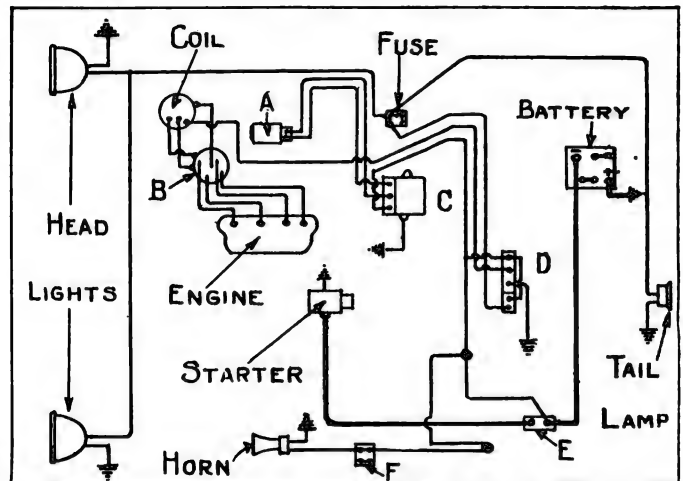 COIL
FUSE
A
BATTERY
B
C
HEAD
D
LIGHTS
ENGINE
STARTER
TAIL
LAMP
E
HORN
F